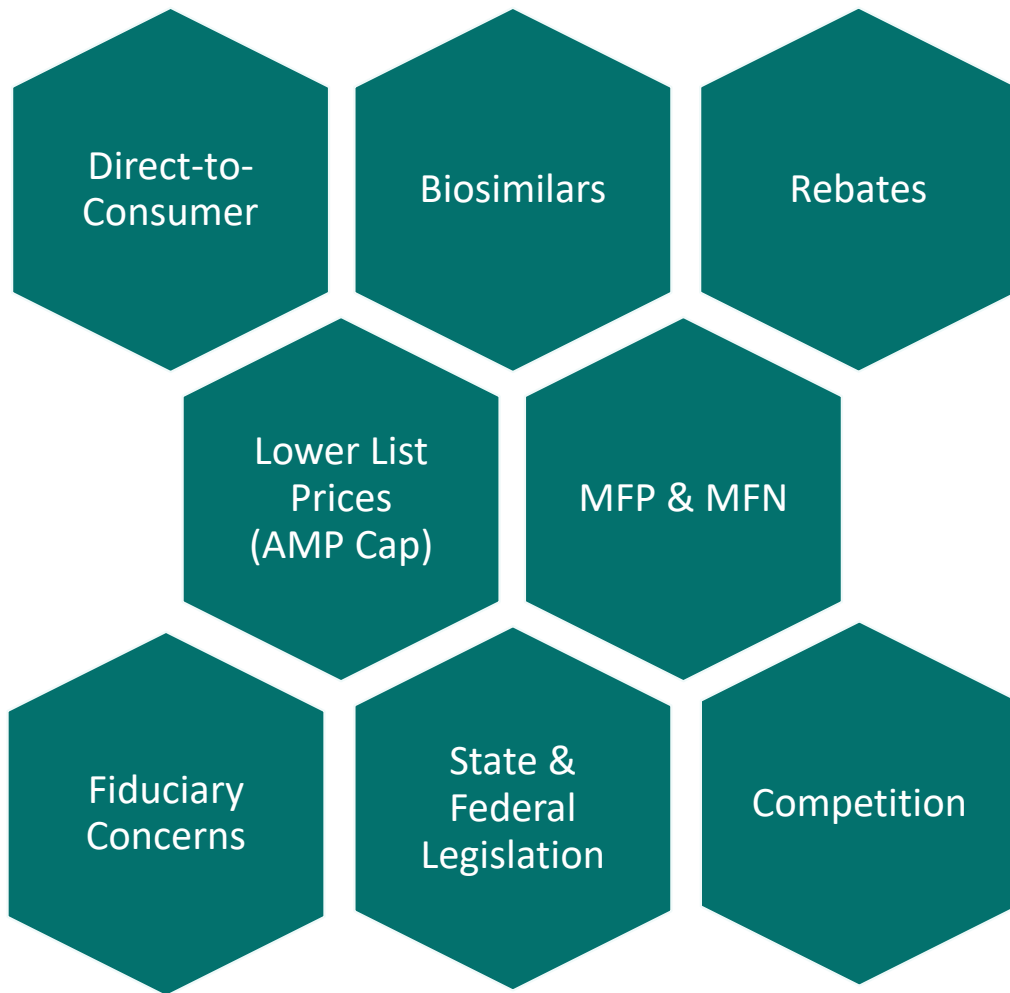 Direct-to-
Consumer
Biosimilars
Rebates
Lower List
Prices
(AMP Cap)
MFP & MFN
Fiduciary
Concerns
State &
Federal
Legislation
Competition